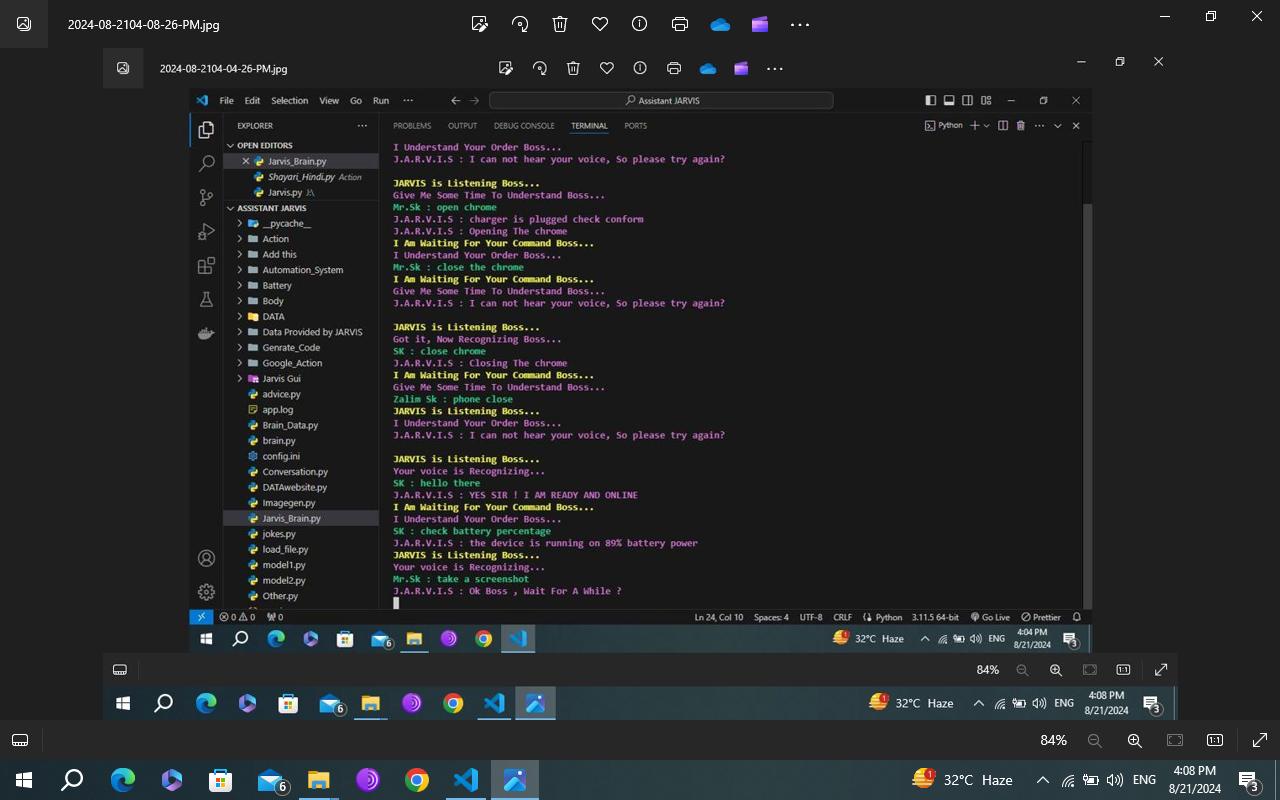 2024-08-2104-08-26-PM.jpg
2024-08-2104-04-26-PM.jpg
File Edit Selection View Go Run ··· Assistant JARVIS
EXPLORER
OPEN EDITORS
Jarvis_Brain.py
Shayari_Hindi.py Action
Jarvis.py
ASSISTANT JARVIS
__pycache__
Action
Add this
Automation_System
Battery
Body
DATA
Data Provided by JARVIS
Genrate_Code
Google_Action
Jarvis Gui
advice.py
app.log
Brain_Data.py
brain.py
config.ini
Conversation.py
DATAwebsite.py
Imagegen.py
Jarvis_Brain.py
jokes.py
load_file.py
model1.py
model2.py
Other.py
PROBLEMS OUTPUT DEBUG CONSOLE TERMINAL PORTS Python
I Understand Your Order Boss...
J.A.R.V.I.S : I can not hear your voice, So please try again?
JARVIS is Listening Boss...
Give Me Some Time To Understand Boss...
Mr.Sk : open chrome
J.A.R.V.I.S : charger is plugged check conform
J.A.R.V.I.S : Opening The chrome
I Am Waiting For Your Command Boss...
I Understand Your Order Boss...
Mr.Sk : close the chrome
I Am Waiting For Your Command Boss...
Give Me Some Time To Understand Boss...
J.A.R.V.I.S : I can not hear your voice, So please try again?
JARVIS is Listening Boss...
Got it, Now Recognizing Boss...
SK : close chrome
J.A.R.V.I.S : Closing The chrome
I Am Waiting For Your Command Boss...
Give Me Some Time To Understand Boss...
Zalim Sk : phone close
JARVIS is Listening Boss...
I Understand Your Order Boss...
J.A.R.V.I.S : I can not hear your voice, So please try again?
JARVIS is Listening Boss...
Your voice is Recognizing...
SK : hello there
J.A.R.V.I.S : YES SIR ! I AM READY AND ONLINE
I Am Waiting For Your Command Boss...
I Understand Your Order Boss...
SK : check battery percentage
J.A.R.V.I.S : the device is running on 89% battery power
JARVIS is Listening Boss...
Your voice is Recognizing...
Mr.Sk : take a screenshot
J.A.R.V.I.S : Ok Boss , Wait For A While ?
0 0 0 Ln 24, Col 10 Spaces: 4 UTF-8 CRLF Python 3.11.5 64-bit Go Live Prettier
6 1 32°C Haze ENG 4:04 PM
8/21/2024 3
84% 1:1
6 1 32°C Haze ENG 4:08 PM
8/21/2024 3
84% 1:1
6 1 32°C Haze ENG 4:08 PM
8/21/2024 3